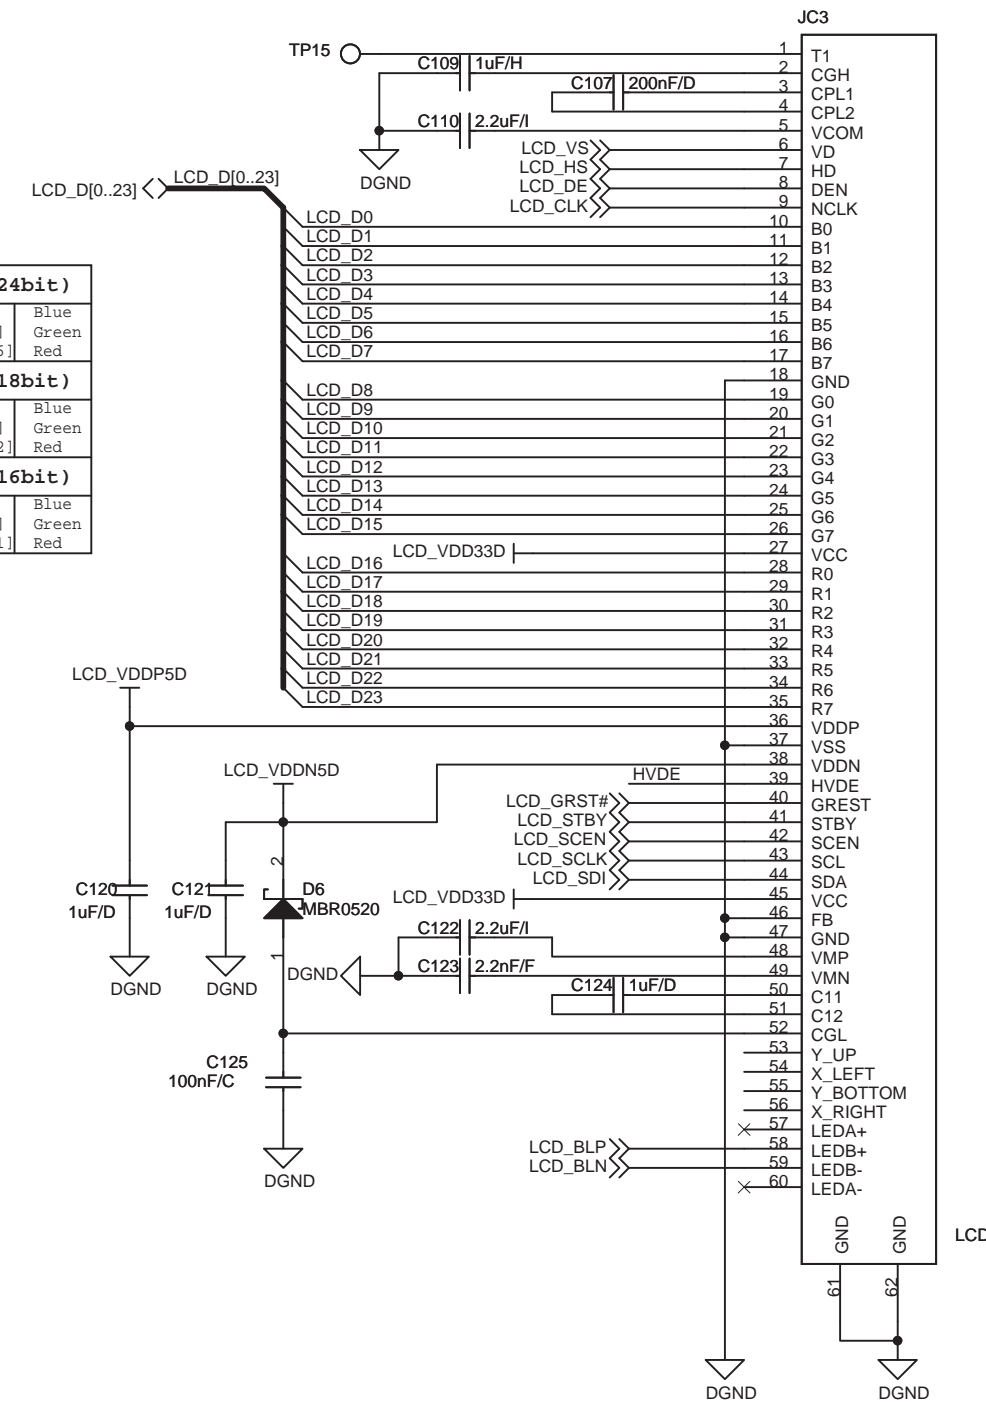 JC3
TP15
1 T1
C109 1uF/H
2 CGH
C107 200nF/D
3 CPL1
4 CPL2
C110 2.2uF/I
5 VCOM
LCD_VS 6 VD
LCD_HS 7 HD
LCD_DE 8 DEN
LCD_CLK 9 NCLK
DGND
LCD_D[0..23] LCD_D[0..23]
LCD_D0 10 B0
LCD_D1 11 B1
LCD_D2 12 B2
LCD_D3 13 B3
LCD_D4 14 B4
LCD_D5 15 B5
LCD_D6 16 B6
LCD_D7 17 B7
18 GND
LCD_D8 19 G0
LCD_D9 20 G1
LCD_D10 21 G2
LCD_D11 22 G3
LCD_D12 23 G4
LCD_D13 24 G5
LCD_D14 25 G6
LCD_D15 26 G7
LCD_VDD33D 27 VCC
LCD_D16 28 R0
LCD_D17 29 R1
LCD_D18 30 R2
LCD_D19 31 R3
LCD_D20 32 R4
LCD_D21 33 R5
LCD_D22 34 R6
LCD_D23 35 R7
24bit)
Blue
] Green
] Red
18bit)
Blue
] Green
2] Red
16bit)
Blue
] Green
1] Red
LCD_VDDP5D
36 VDDP
37 VSS
LCD_VDDN5D
38 VDDN
HVDE 39 HVDE
LCD_GRST# 40 GREST
LCD_STBY 41 STBY
LCD_SCEN 42 SCEN
LCD_SCLK 43 SCL
LCD_SDI 44 SDA
LCD_VDD33D 45 VCC
46 FB
47 GND
C120
1uF/D
DGND
C121
1uF/D
DGND
2
D6
MBR0520
1
C122 2.2uF/I
48 VMP
DGND
C123 2.2nF/F
49 VMN
C124 1uF/D
50 C11
51 C12
52 CGL
C125
100nF/C
DGND
53 Y_UP
54 X_LEFT
55 Y_BOTTOM
56 X_RIGHT
57 LEDA+
LCD_BLP 58 LEDB+
LCD_BLN 59 LEDB-
60 LEDA-
GND GND
LCD
61 62
DGND DGND